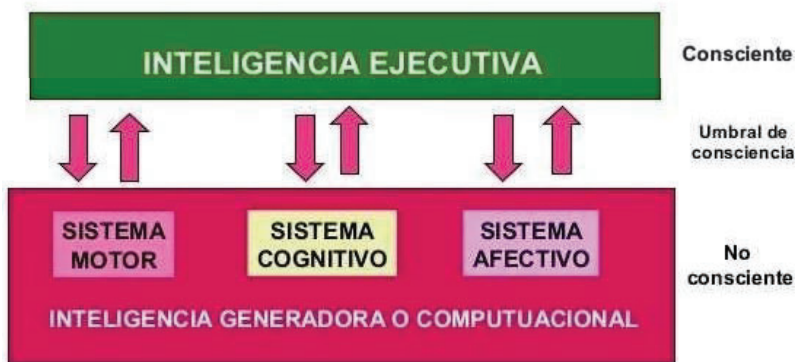 INTELIGENCIA EJECUTIVA
Consciente
Umbral de
consciencia
SISTEMA
MOTOR
SISTEMA
COGNITIVO
SISTEMA
AFECTIVO
No
consciente
INTELIGENCIA GENERADORA O COMPUTUACIONAL